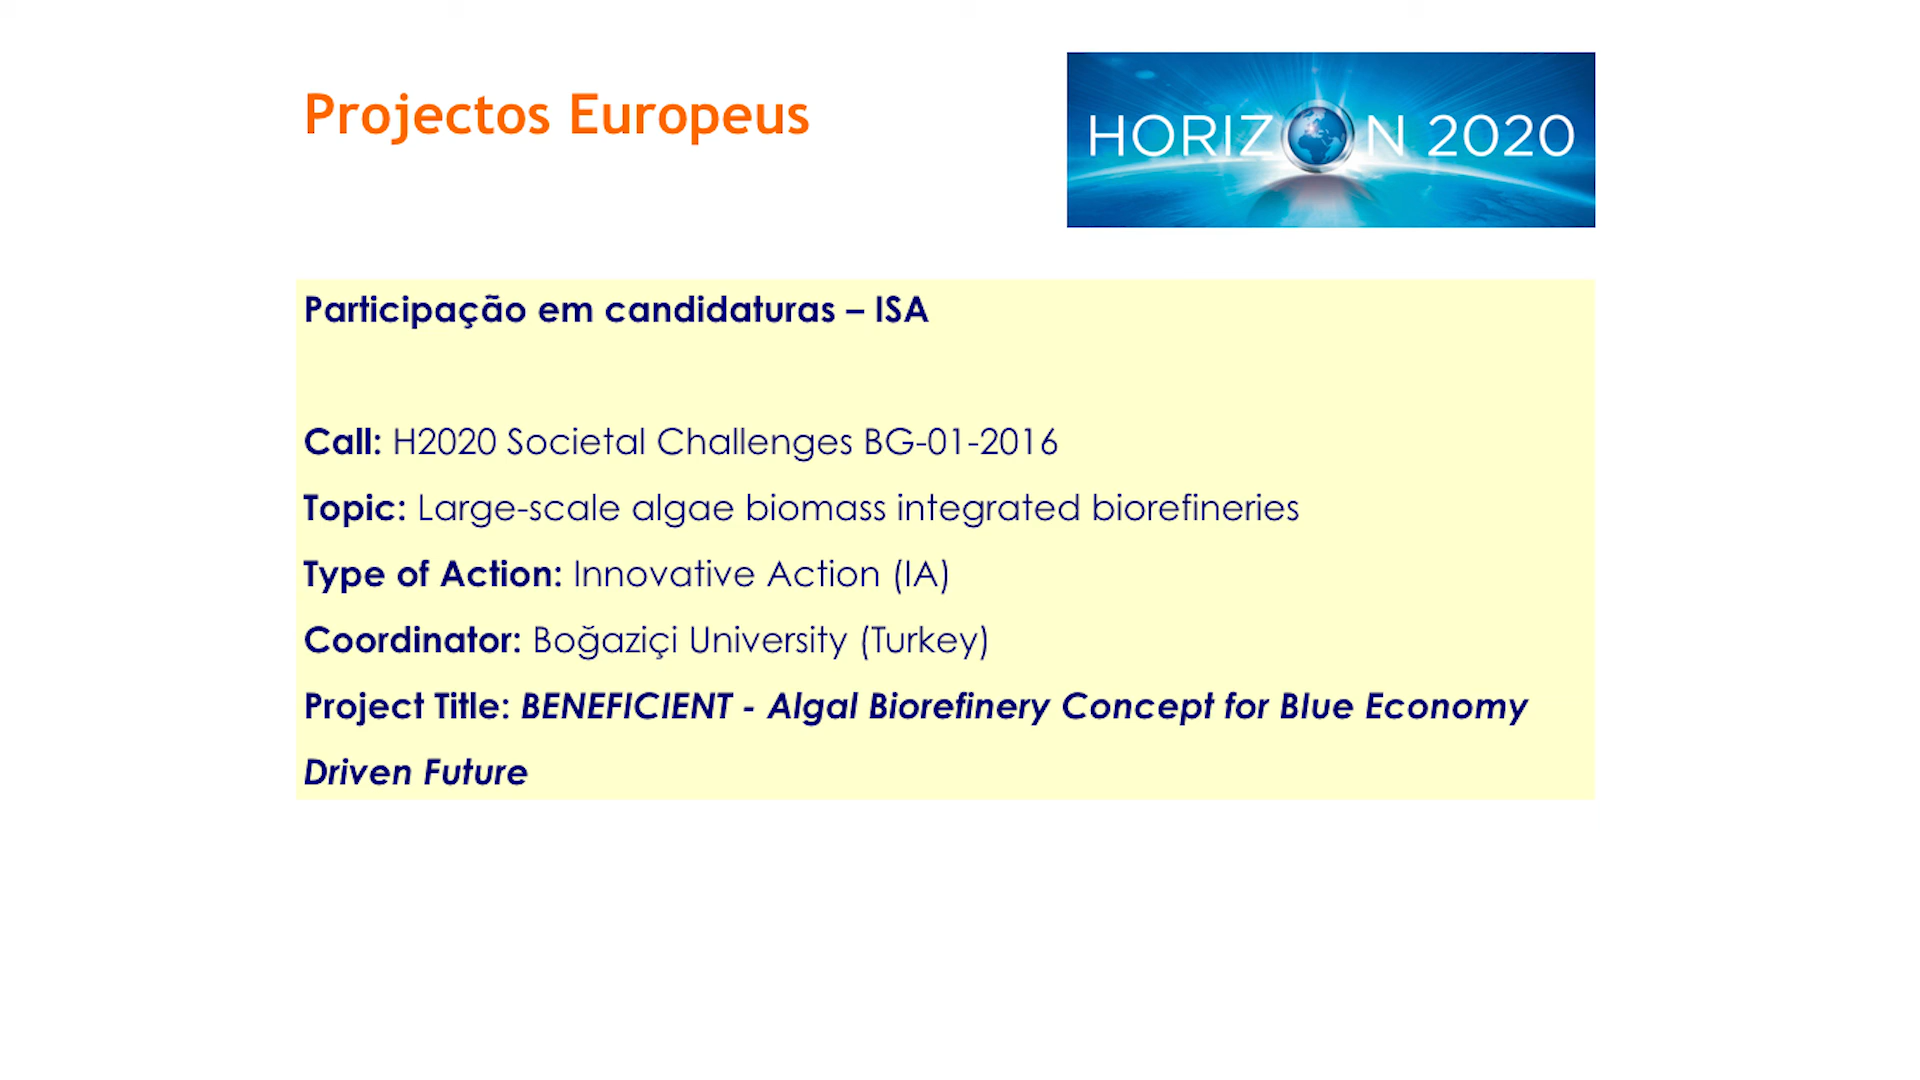 Projectos Europeus
HORIZON 2020
Participação em candidaturas – ISA
Call: H2020 Societal Challenges BG-01-2016
Topic: Large-scale algae biomass integrated biorefineries
Type of Action: Innovative Action (IA)
Coordinator: Boğaziçi University (Turkey)
Project Title: BENEFICIENT - Algal Biorefinery Concept for Blue Economy
Driven Future